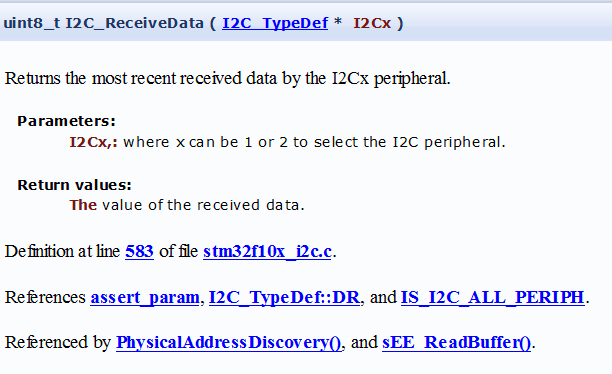 uint8_t I2C_ReceiveData ( I2C_TypeDef * I2Cx )
Returns the most recent received data by the I2Cx peripheral.
Parameters:
I2Cx,: where x can be 1 or 2 to select the I2C peripheral.
Return values:
The value of the received data.
Definition at line 583 of file stm32f10x_i2c.c.
References assert_param, I2C_TypeDef::DR, and IS_I2C_ALL_PERIPH.
Referenced by PhysicalAddressDiscovery(), and sEE_ReadBuffer().